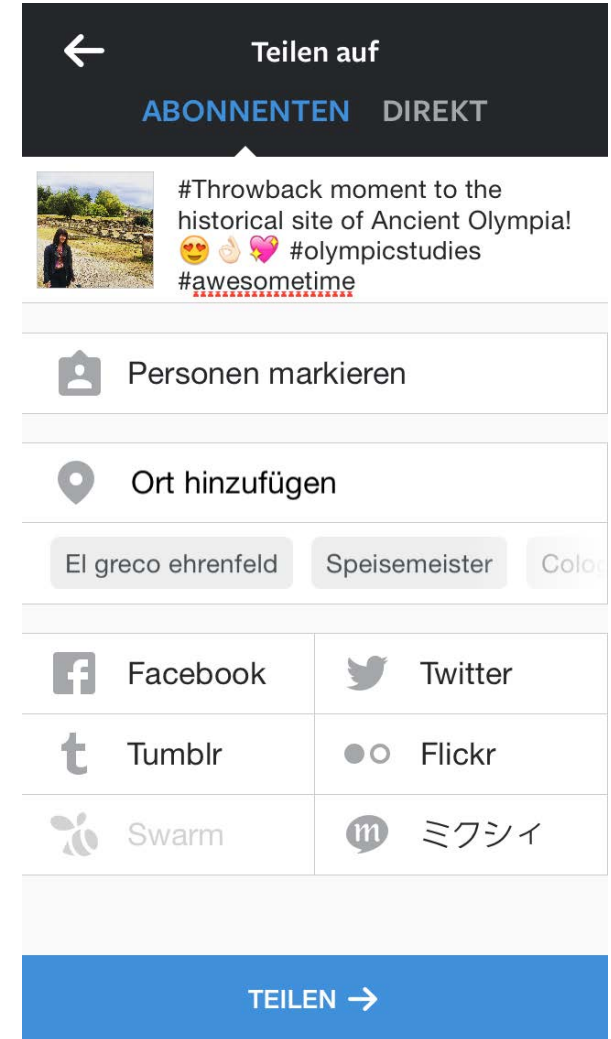 Teilen auf
ABONNENTEN DIREKT
#Throwback moment to the
historical site of Ancient Olympia!
😍👌🏻💖 #olympicstudies
#awesometime
Personen markieren
Ort hinzufügen
El greco ehrenfeld Speisemeister Colo
Facebook Twitter
Tumblr Flickr
Swarm ミクシィ
TEILEN →